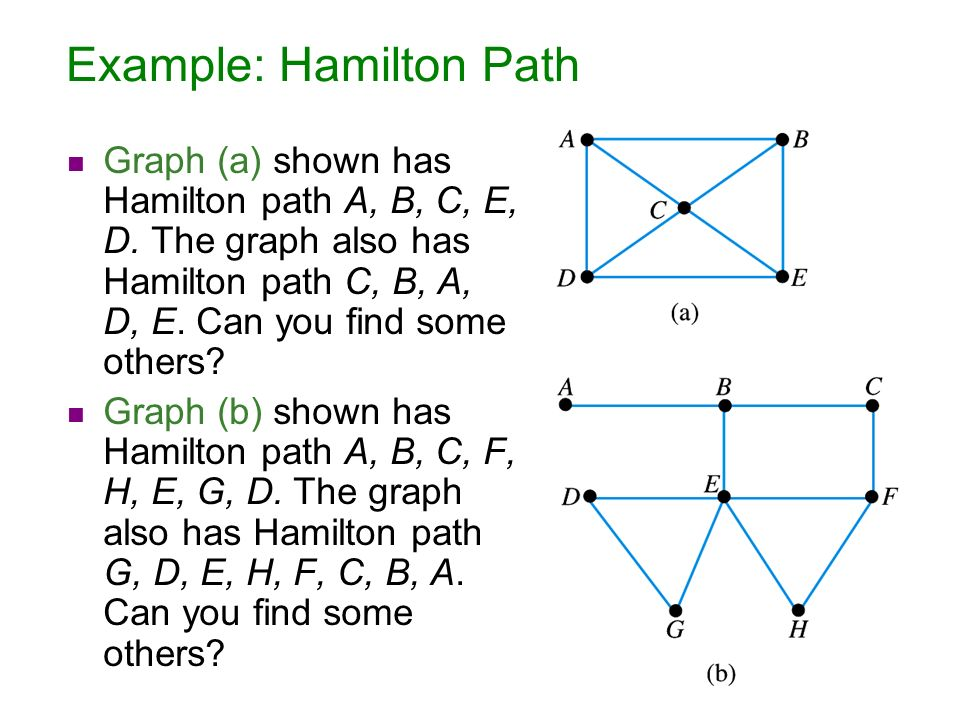 Example: Hamilton Path
Graph (a) shown has
Hamilton path A, B, C, E,
D. The graph also has
Hamilton path C, B, A,
D, E. Can you find some
others?
Graph (b) shown has
Hamilton path A, B, C, F,
H, E, G, D. The graph
also has Hamilton path
G, D, E, H, F, C, B, A.
Can you find some
others?
A B
C
D E
(a)
A B C
D E F
G H
(b)